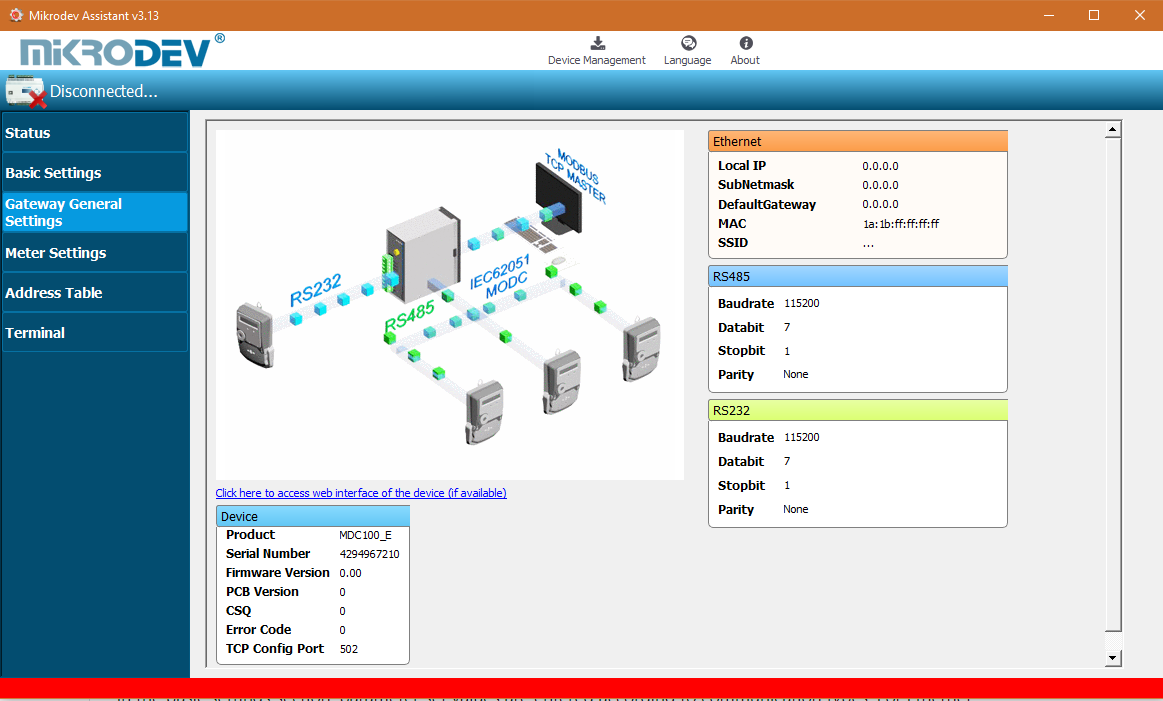 Mikrodev Assistant v3.13
MiKRODEV®
Device Management
Language
About
Disconnected...
Status
Basic Settings
Gateway General
Settings
Meter Settings
Address Table
Terminal
MODBUS
TCP MASTER
RS232
IEC62051
MODC
RS485
Click here to access web interface of the device (if available)
Device
Product MDC100_E
Serial Number 4294967210
Firmware Version 0.00
PCB Version 0
CSQ 0
Error Code 0
TCP Config Port 502
Ethernet
Local IP 0.0.0.0
SubNetmask 0.0.0.0
DefaultGateway 0.0.0.0
MAC 1a:1b:ff:ff:ff:ff
SSID ...
RS485
Baudrate 115200
Databit 7
Stopbit 1
Parity None
RS232
Baudrate 115200
Databit 7
Stopbit 1
Parity None